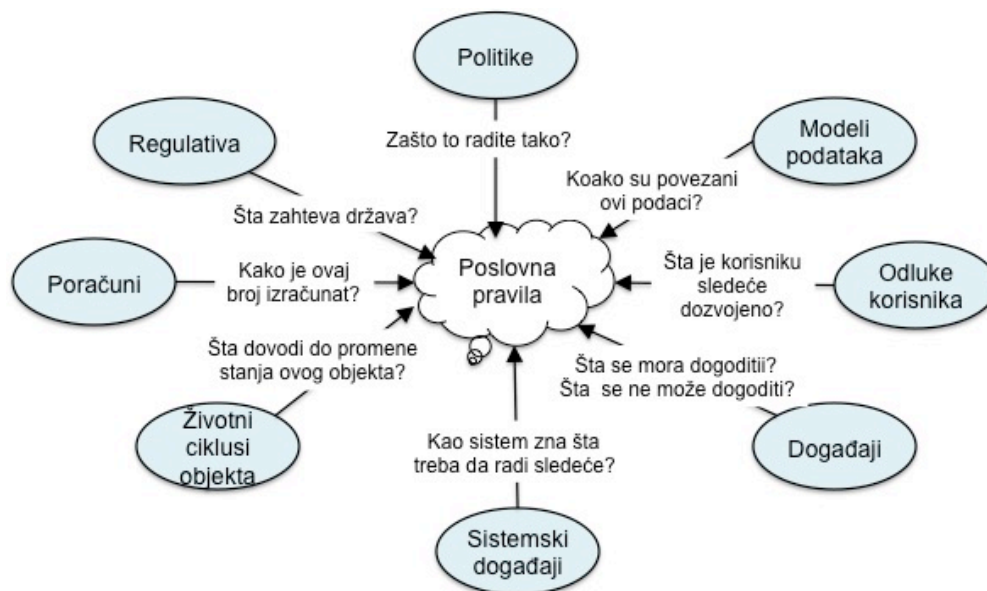 Politike
Regulativa
Zašto to radite tako?
Modeli
podataka
Koako su povezani
ovi podaci?
Šta zahteva država?
Poračuni
Kako je ovaj
broj izračunat?
Poslovna
pravila
Šta je korisniku
sledeće
dozvojeno?
Odluke
korisnika
Šta dovodi do promene
stanja ovog objekta?
Šta se mora dogoditii?
Šta se ne može dogoditi?
Životni
ciklusi
objekta
Događaji
Kao sistem zna šta
treba da radi sledeće?
Sistemski
događaji